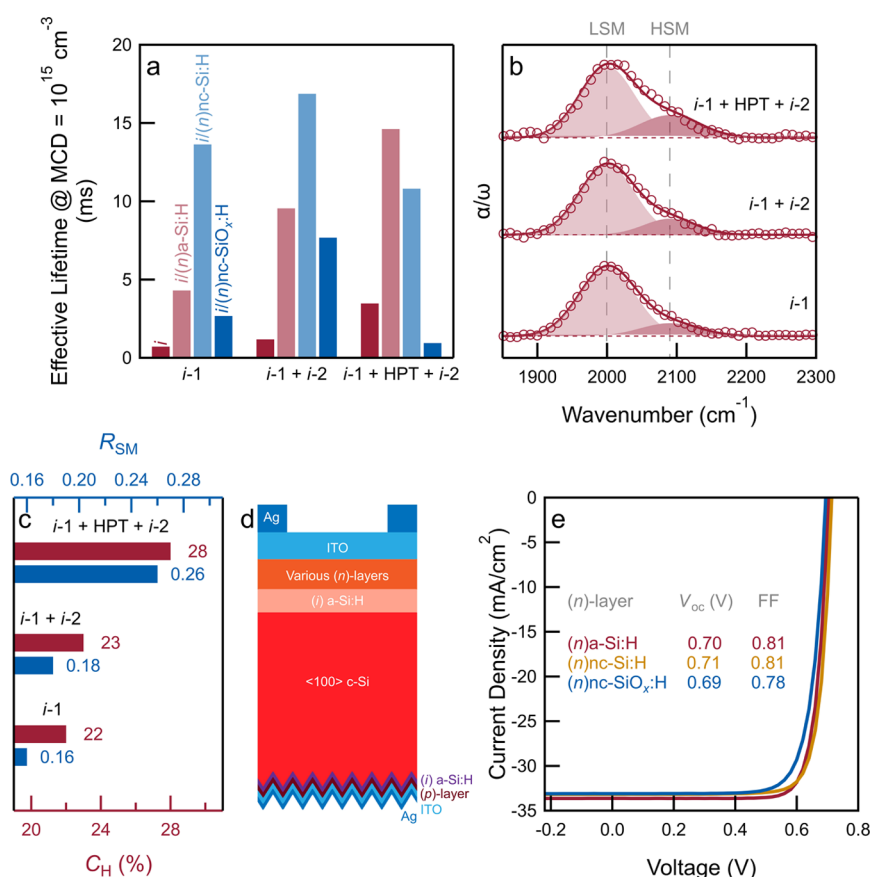 a
Effective Lifetime @ MCD = 10¹⁵ cm⁻³
(ms)
20
15
10
5
0
i
i/(n)a-Si:H
i/(n)nc-Si:H
i/(n)nc-SiOₓ:H
i-1
i-1 + i-2
i-1 + HPT + i-2
b
LSM
HSM
i-1 + HPT + i-2
i-1 + i-2
i-1
α/ω
1900
2000
2100
2200
2300
Wavenumber (cm⁻¹)
R_SM
0.16
0.20
0.24
0.28
c
i-1 + HPT + i-2
28
0.26
i-1 + i-2
23
0.18
i-1
22
0.16
20
24
28
C_H (%)
d
Ag
ITO
Various (n)-layers
(i) a-Si:H
<100> c-Si
(i) a-Si:H
(p)-layer
ITO
Ag
e
Current Density (mA/cm²)
0
-5
-10
-15
-20
-25
-30
-35
(n)-layer V_oc (V) FF
(n)a-Si:H 0.70 0.81
(n)nc-Si:H 0.71 0.81
(n)nc-SiOₓ:H 0.69 0.78
-0.2
0.0
0.2
0.4
0.6
0.8
Voltage (V)